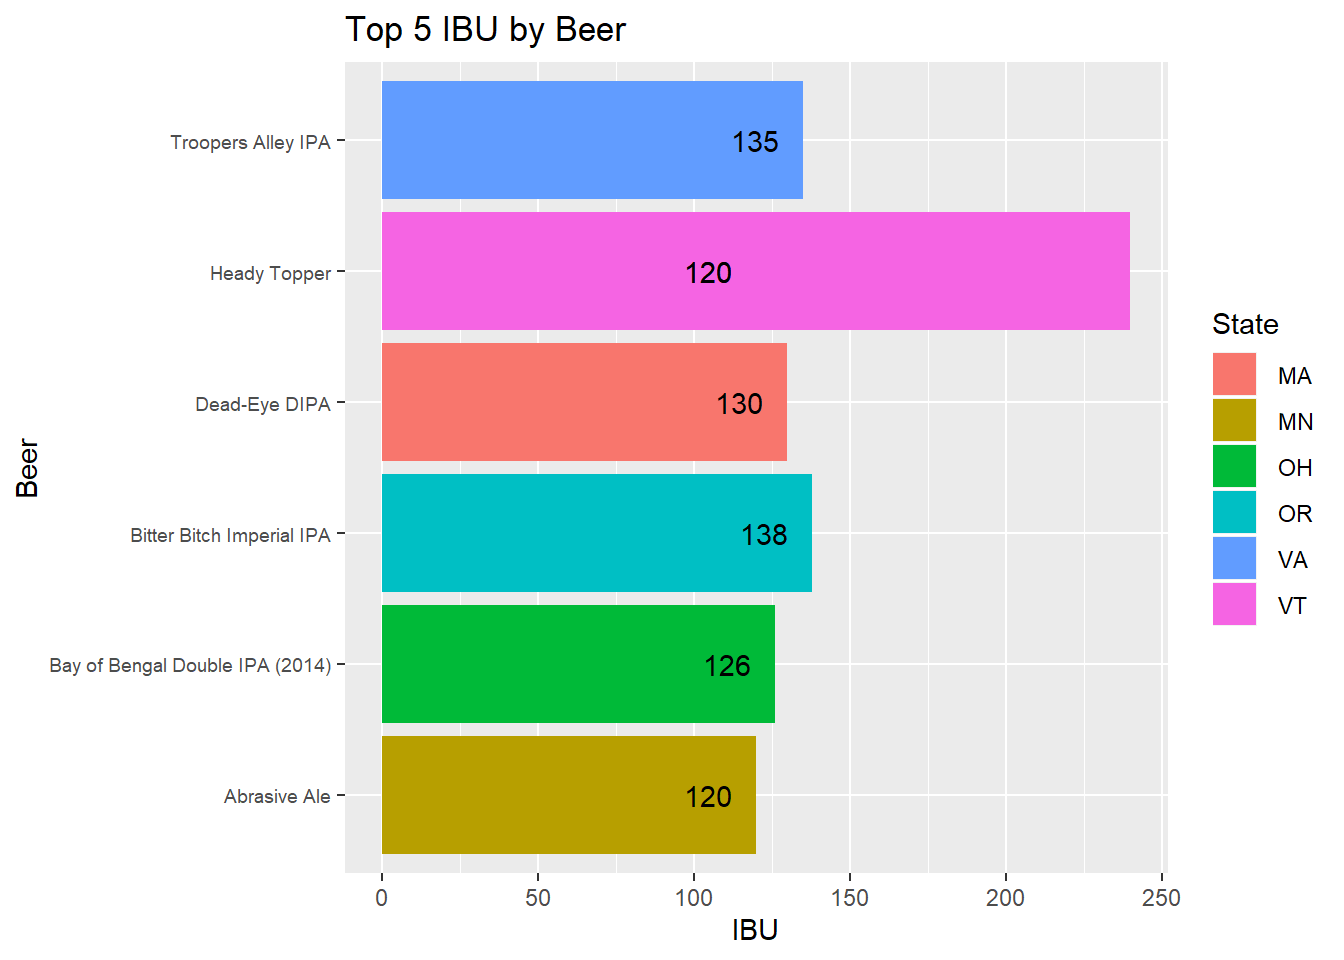 Top 5 IBU by Beer
Troopers Alley IPA
135
Heady Topper
120
Dead-Eye DIPA
130
Bitter Bitch Imperial IPA
138
Bay of Bengal Double IPA (2014)
126
Abrasive Ale
120
Beer
0 50 100 150 200 250
IBU
State
MA
MN
OH
OR
VA
VT